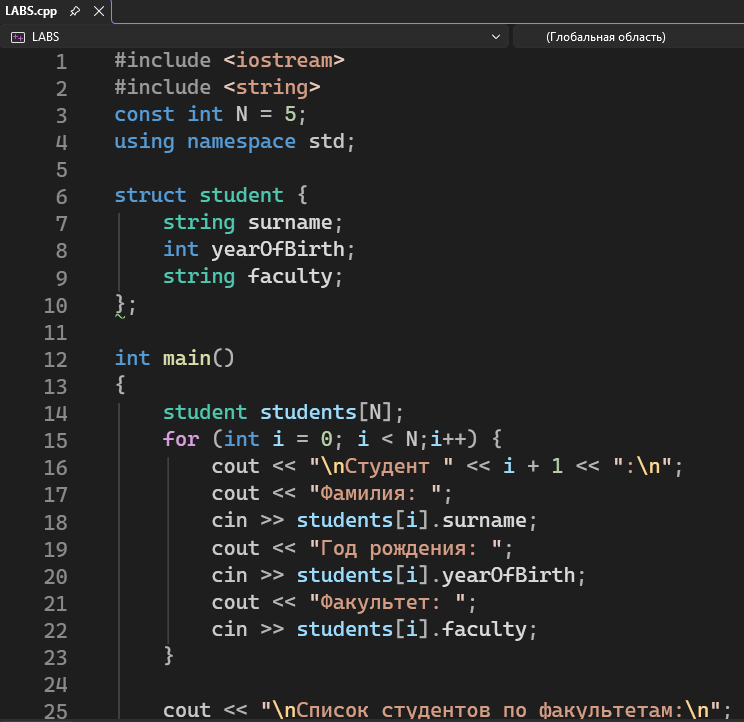 LABS.cpp
LABS (Глобальная область)
1 #include <iostream>
2 #include <string>
3 const int N = 5;
4 using namespace std;
5
6 struct student {
7 string surname;
8 int yearOfBirth;
9 string faculty;
10 };
11
12 int main()
13 {
14 student students[N];
15 for (int i = 0; i < N;i++) {
16 cout << "\nСтудент " << i + 1 << ":\n";
17 cout << "Фамилия: ";
18 cin >> students[i].surname;
19 cout << "Год рождения: ";
20 cin >> students[i].yearOfBirth;
21 cout << "Факультет: ";
22 cin >> students[i].faculty;
23 }
24
25 cout << "\nСписок студентов по факультетам:\n";